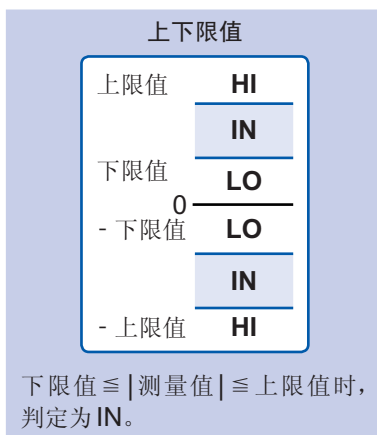 上下限值
上限值 HI
IN
下限值
LO
0
- 下限值 LO
IN
- 上限值 HI
下限值≦|测量值|≦上限值时，
判定为IN。